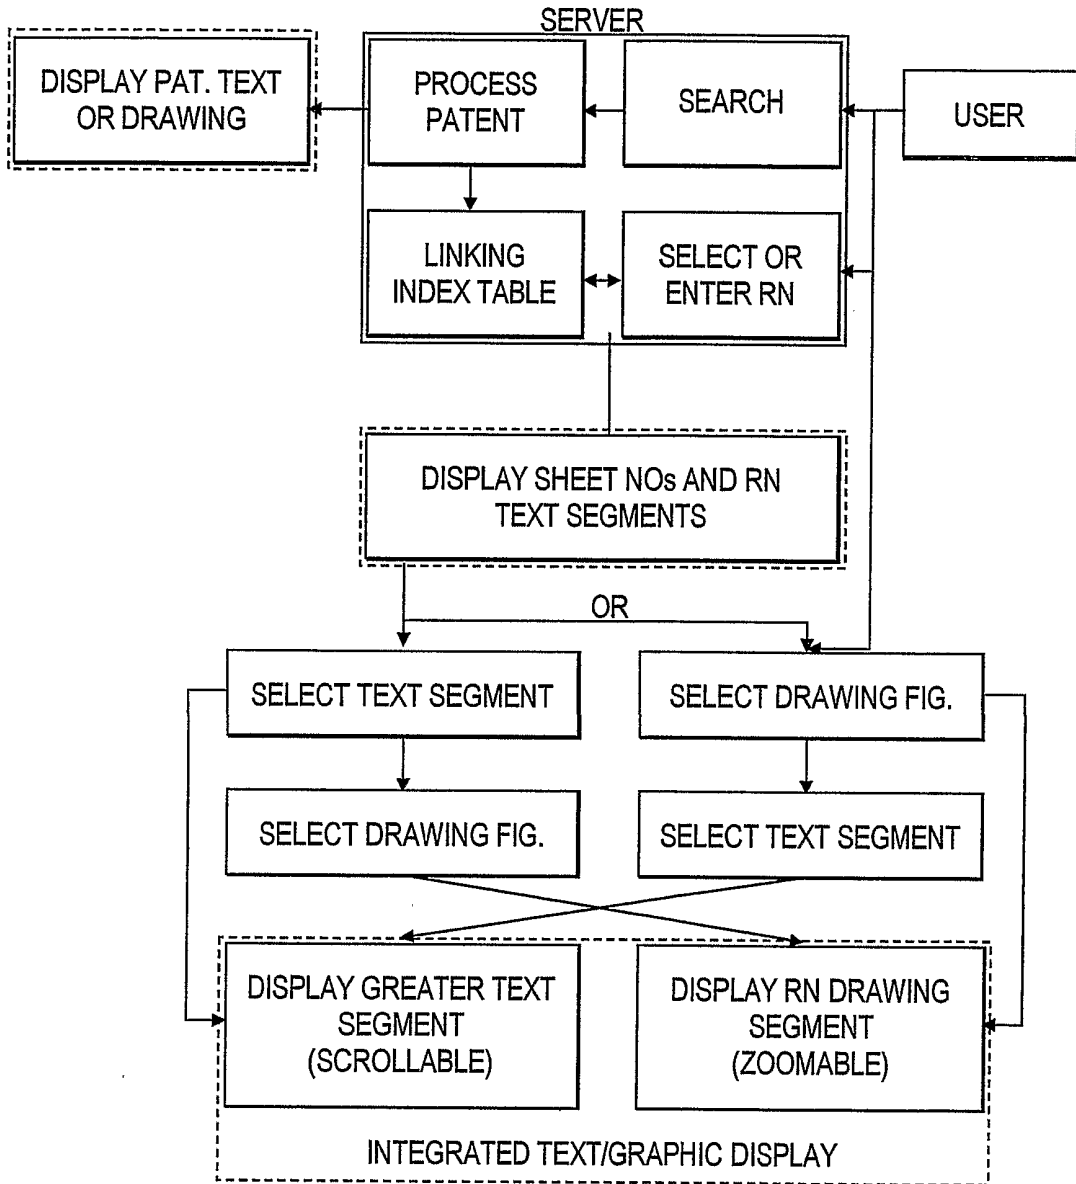 SERVER
DISPLAY PAT. TEXT
OR DRAWING
PROCESS
PATENT
SEARCH
USER
LINKING
INDEX TABLE
SELECT OR
ENTER RN
DISPLAY SHEET NOs AND RN
TEXT SEGMENTS
OR
SELECT TEXT SEGMENT
SELECT DRAWING FIG.
SELECT DRAWING FIG.
SELECT TEXT SEGMENT
DISPLAY GREATER TEXT
SEGMENT
(SCROLLABLE)
DISPLAY RN DRAWING
SEGMENT
(ZOOMABLE)
INTEGRATED TEXT/GRAPHIC DISPLAY